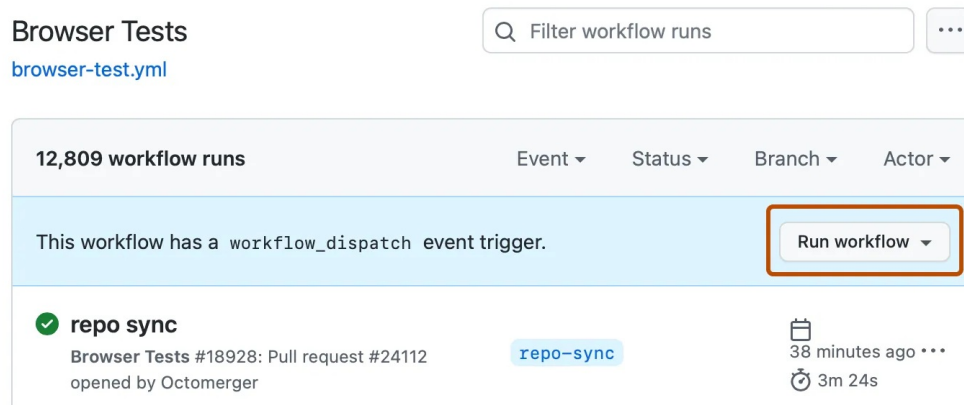 Browser Tests
Filter workflow runs
browser-test.yml
12,809 workflow runs
Event
Status
Branch
Actor
This workflow has a workflow_dispatch event trigger.
Run workflow
repo sync
Browser Tests #18928: Pull request #24112
opened by Octomerger
repo-sync
38 minutes ago
3m 24s